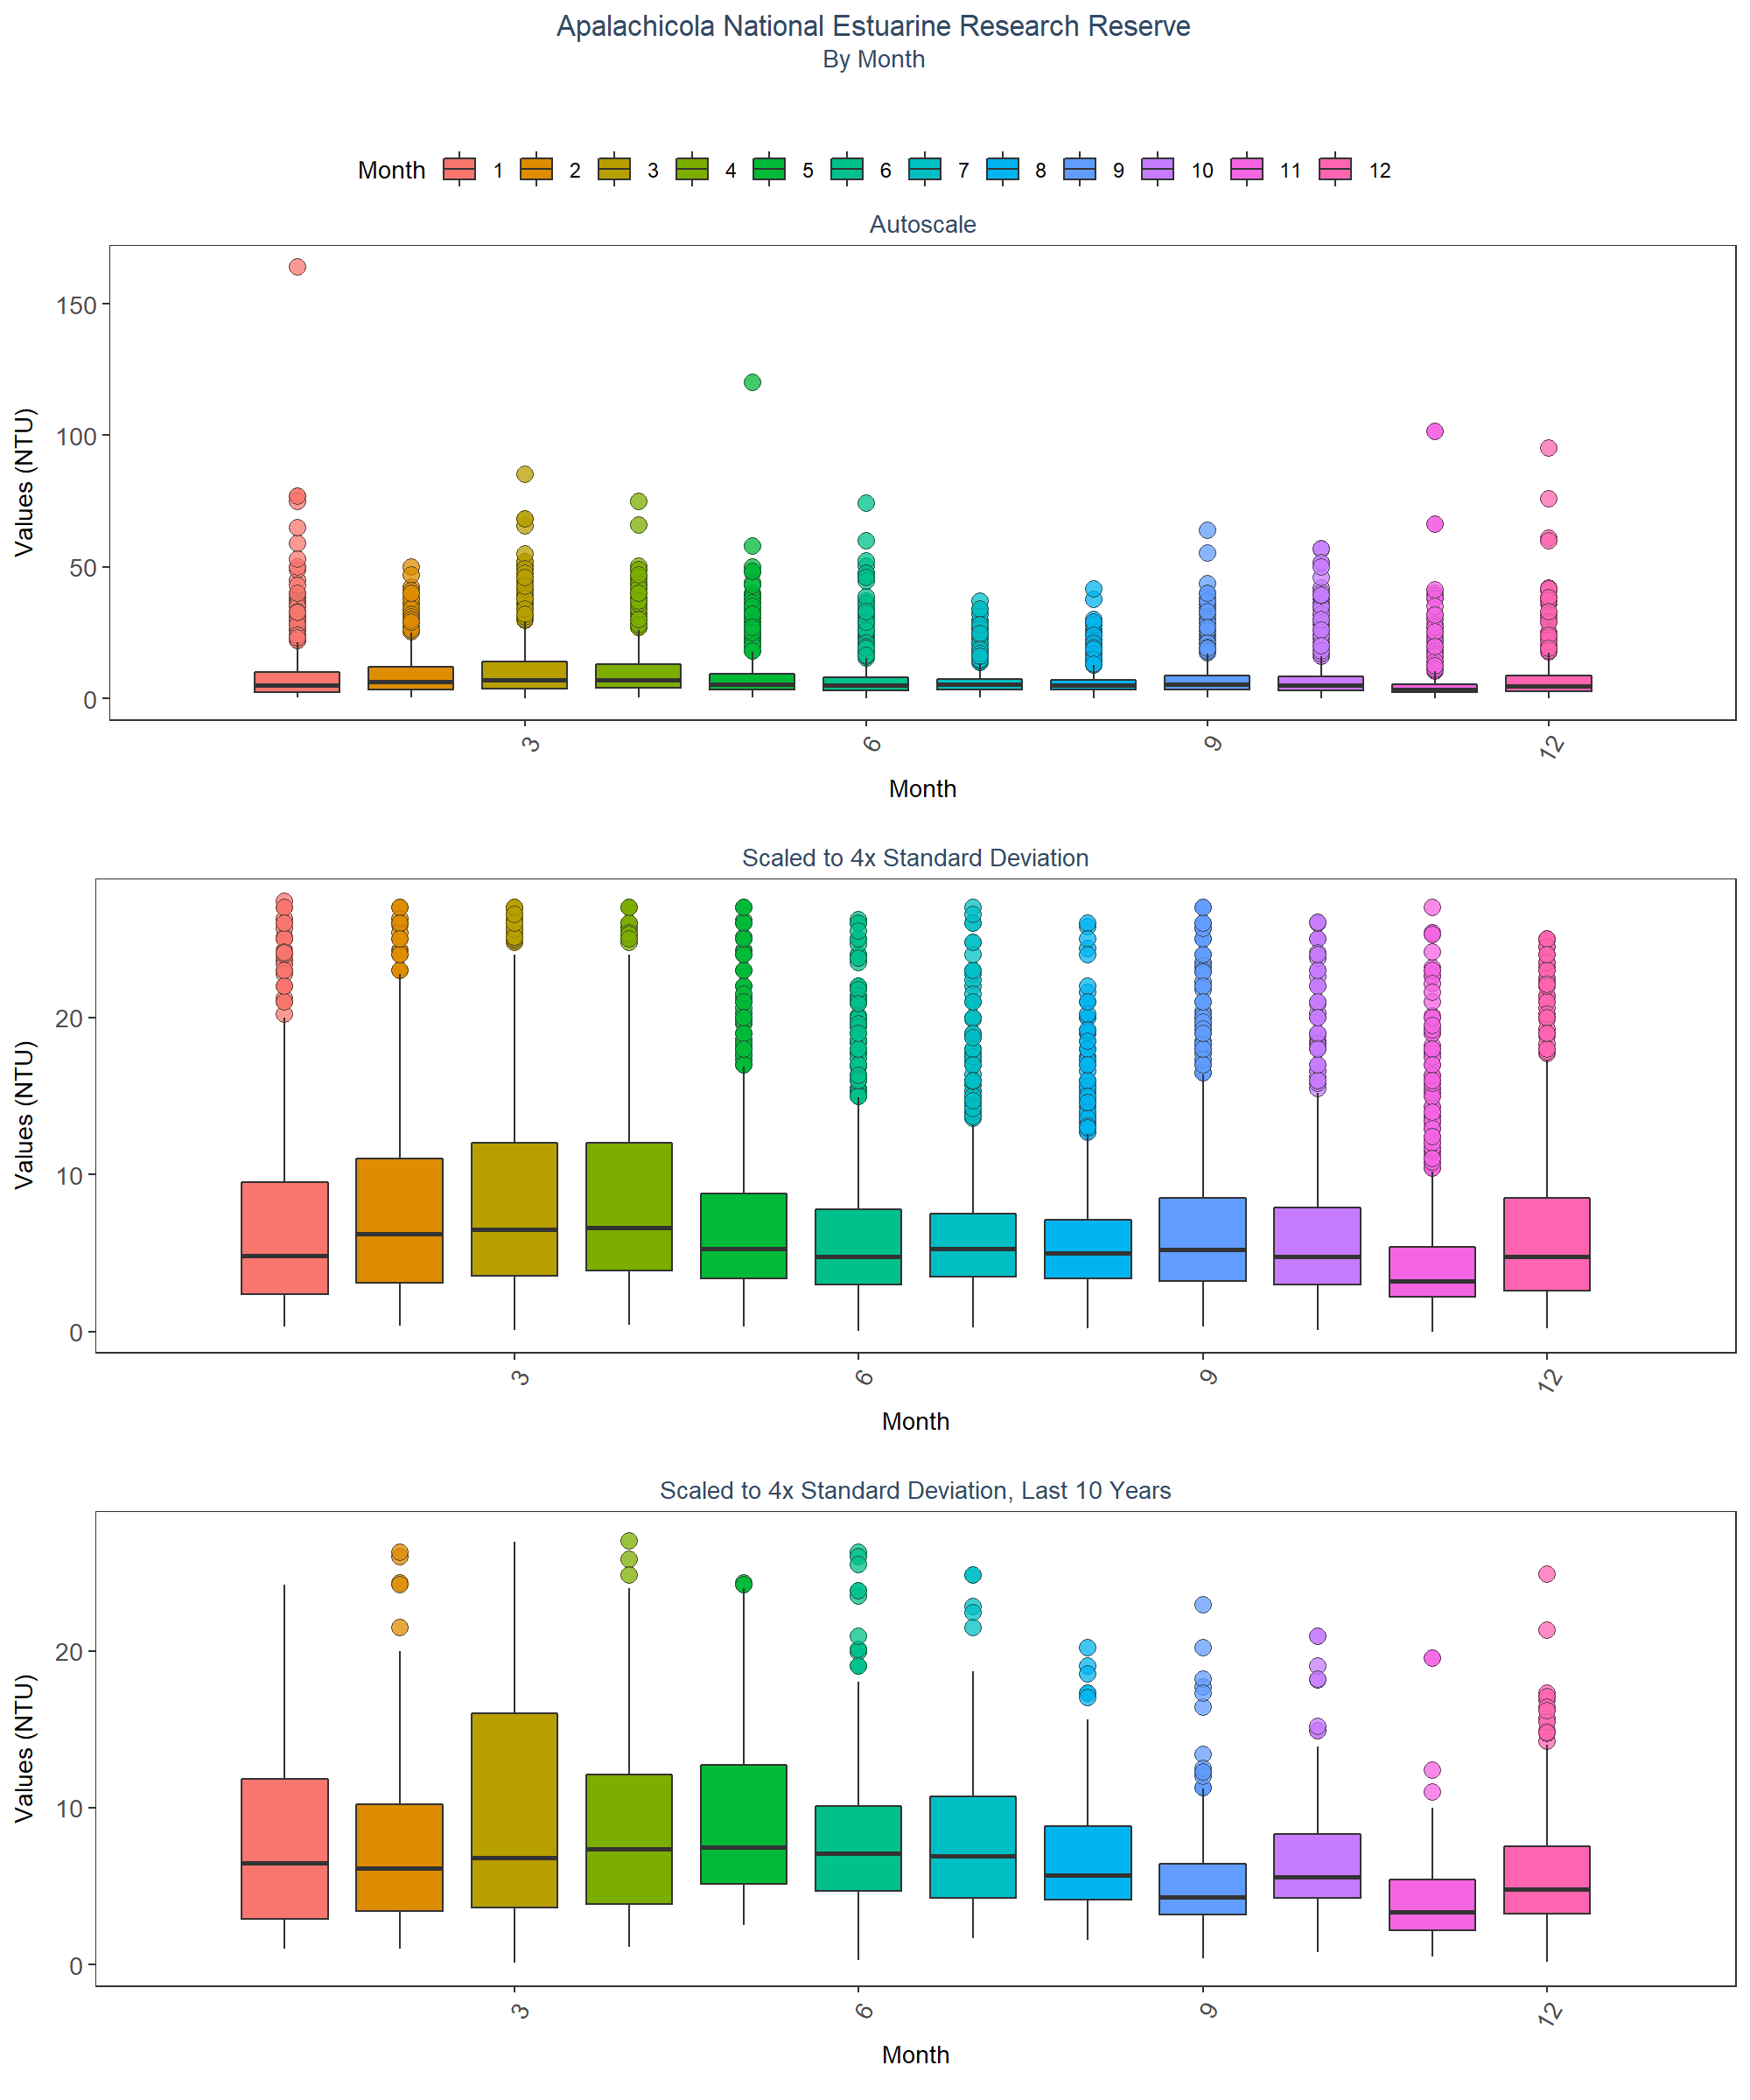 Apalachicola National Estuarine Research Reserve
By Month
Month 1 2 3 4 5 6 7 8 9 10 11 12
Autoscale
Values (NTU)
150
100
50
0
3 6 9 12
Month
Scaled to 4x Standard Deviation
Values (NTU)
20
10
0
3 6 9 12
Month
Scaled to 4x Standard Deviation, Last 10 Years
Values (NTU)
20
10
0
3 6 9 12
Month